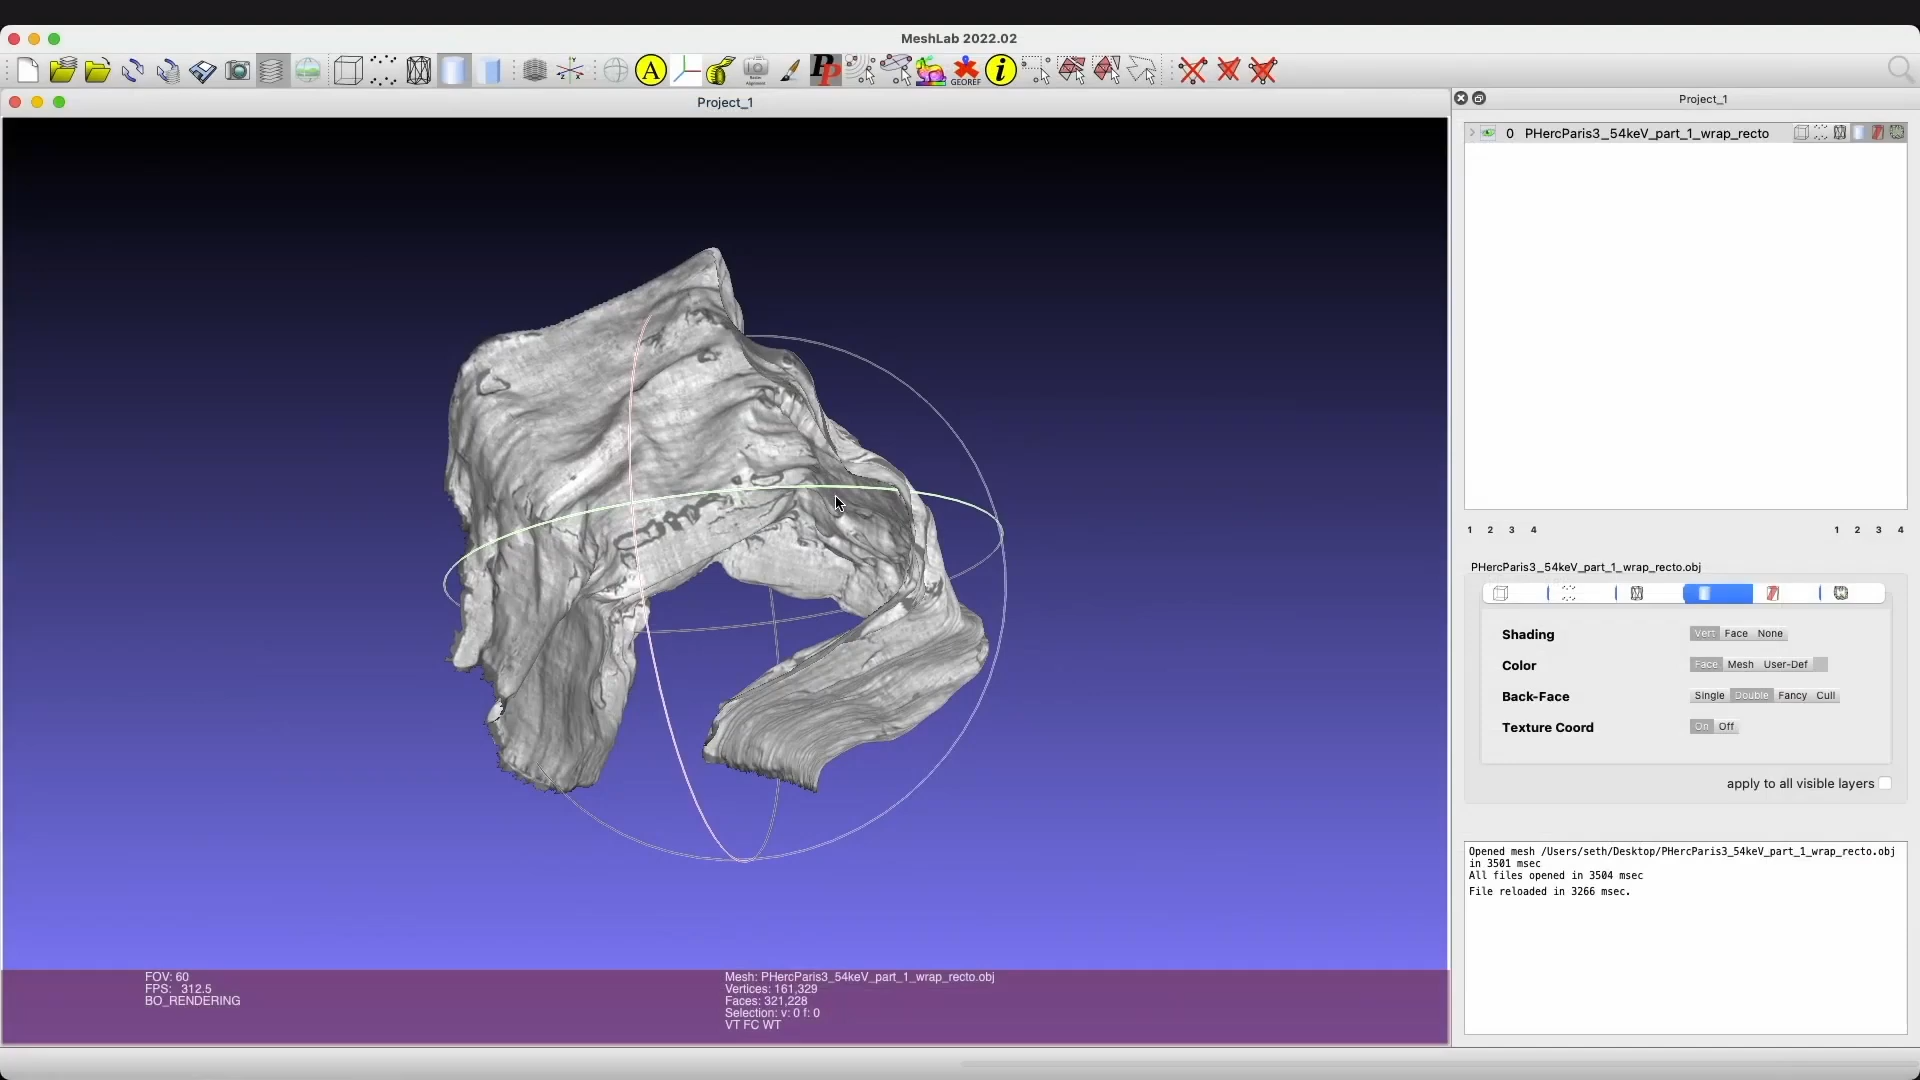 MeshLab 2022.02
A
Pp
GEOREF
i
Project_1
Project_1
0 PHercParis3_54keV_part_1_wrap_recto
1 2 3 4 1 2 3 4
PHercParis3_54keV_part_1_wrap_recto.obj
Shading Vert Face None
Color Face Mesh User-Def
Back-Face Single Double Fancy Cull
Texture Coord On Off
apply to all visible layers
Opened mesh /Users/seth/Desktop/PHercParis3_54keV_part_1_wrap_recto.obj
in 3501 msec
All files opened in 3504 msec
File reloaded in 3266 msec.
FOV: 60
FPS: 312.5
BO_RENDERING
Mesh: PHercParis3_54keV_part_1_wrap_recto.obj
Vertices: 161,329
Faces: 321,228
Selection: v: 0 f: 0
VT FC WT